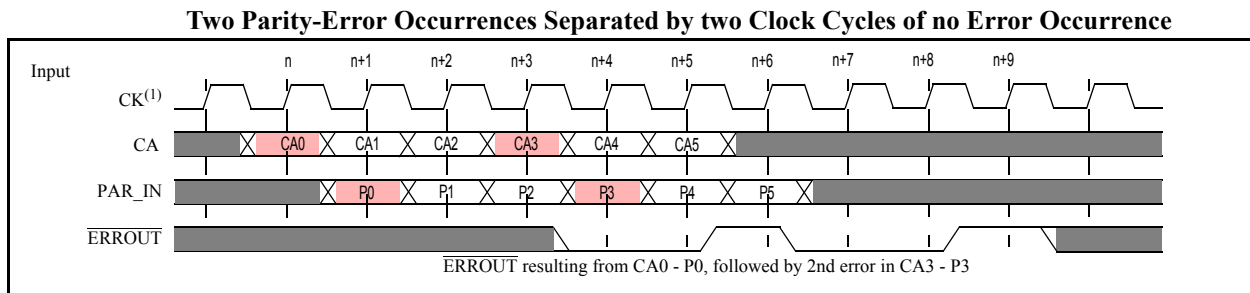 Two Parity-Error Occurrences Separated by two Clock Cycles of no Error Occurrence
Input
n n+1 n+2 n+3 n+4 n+5 n+6 n+7 n+8 n+9
CK(1)
CA CA0 CA1 CA2 CA3 CA4 CA5
PAR_IN P0 P1 P2 P3 P4 P5
ERROUT
ERROUT resulting from CA0 - P0, followed by 2nd error in CA3 - P3